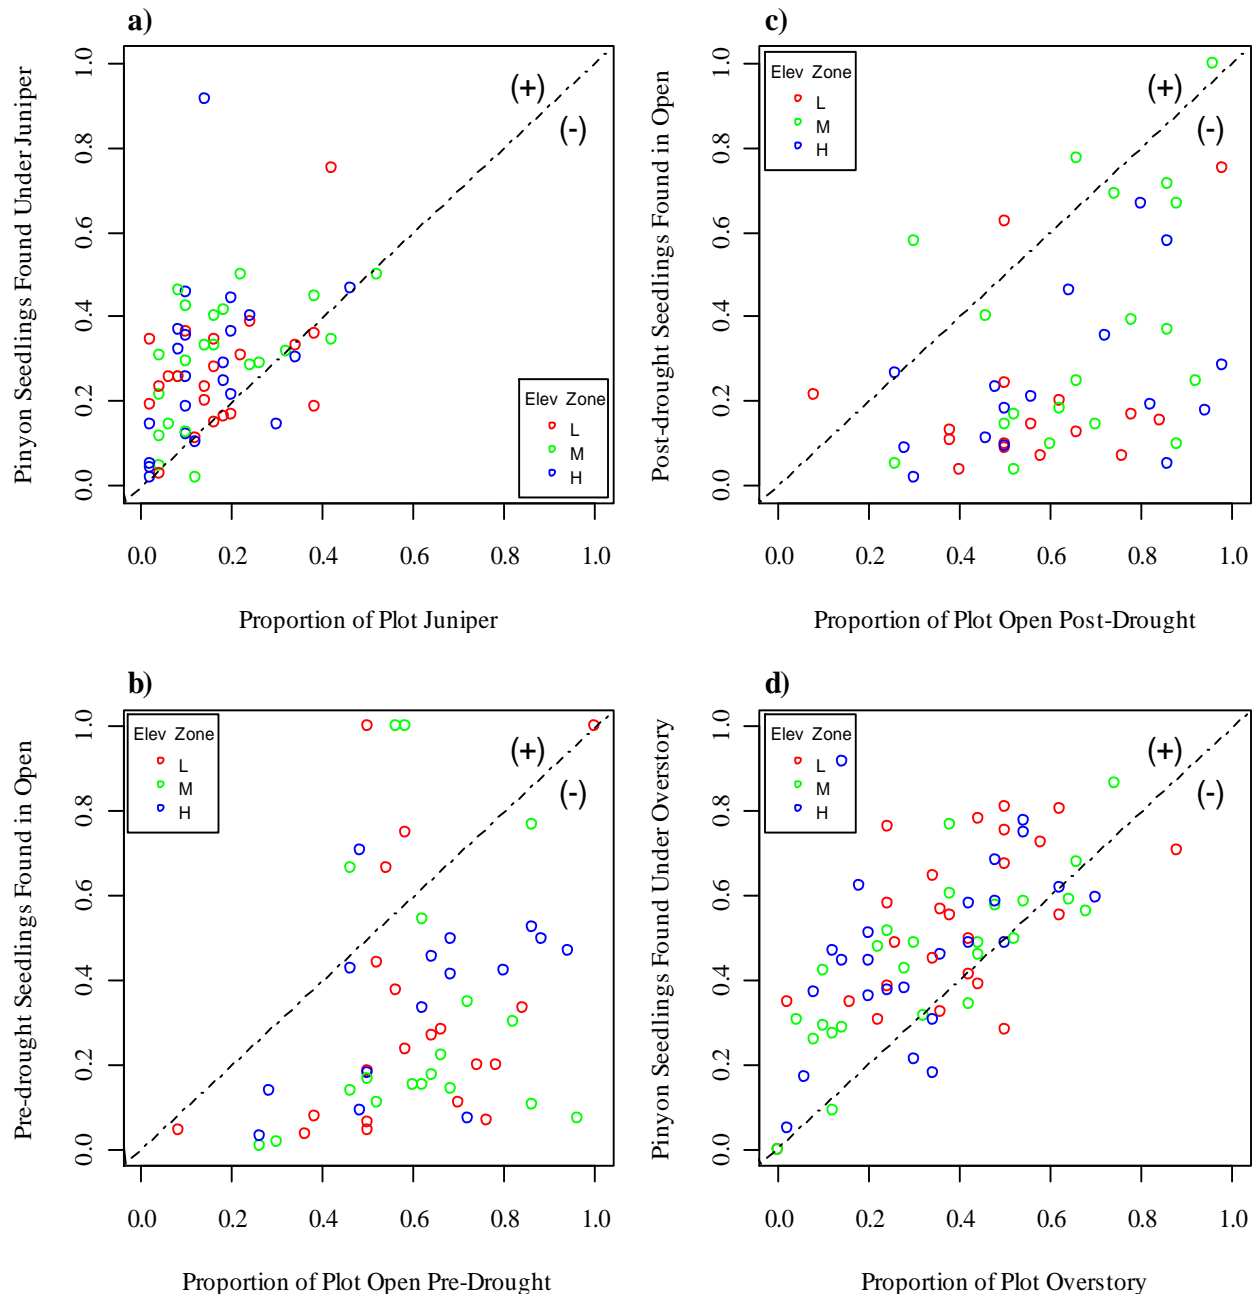 a)
Pinyon Seedlings Found Under Juniper
1.0
0.8
0.6
0.4
0.2
0.0
(+)
(-)
Elev Zone
L
M
H
0.0 0.2 0.4 0.6 0.8 1.0
Proportion of Plot Juniper
c)
Post-drought Seedlings Found in Open
1.0
0.8
0.6
0.4
0.2
0.0
Elev Zone
L
M
H
(+)
(-)
0.0 0.2 0.4 0.6 0.8 1.0
Proportion of Plot Open Post-Drought
b)
Pre-drought Seedlings Found in Open
1.0
0.8
0.6
0.4
0.2
0.0
Elev Zone
L
M
H
(+)
(-)
0.0 0.2 0.4 0.6 0.8 1.0
Proportion of Plot Open Pre-Drought
d)
Pinyon Seedlings Found Under Overstory
1.0
0.8
0.6
0.4
0.2
0.0
Elev Zone
L
M
H
(+)
(-)
0.0 0.2 0.4 0.6 0.8 1.0
Proportion of Plot Overstory